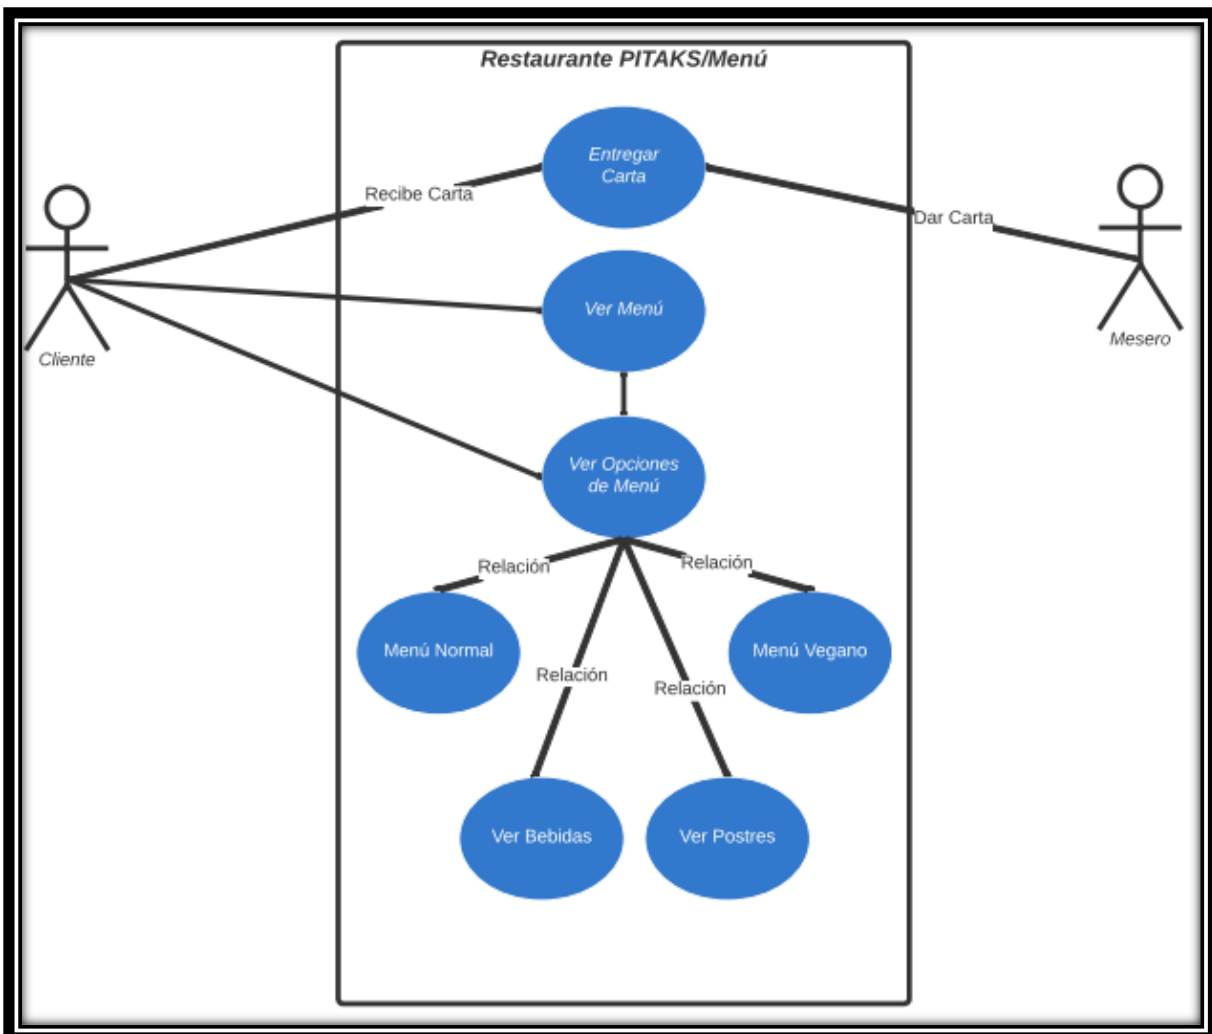 Restaurante PITAKS/Menú
Entregar
Carta
Recibe Carta
Dar Carta
Ver Menú
Cliente
Mesero
Ver Opciones
de Menú
Relación
Relación
Menú Normal
Menú Vegano
Relación
Relación
Ver Bebidas
Ver Postres